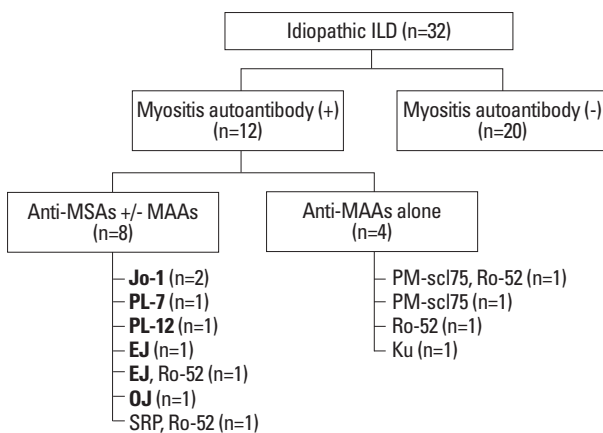 Idiopathic ILD (n=32)
Myositis autoantibody (+)
(n=12)
Myositis autoantibody (-)
(n=20)
Anti-MSAs +/- MAAs
(n=8)
Anti-MAAs alone
(n=4)
Jo-1 (n=2)
PL-7 (n=1)
PL-12 (n=1)
EJ (n=1)
EJ, Ro-52 (n=1)
OJ (n=1)
SRP, Ro-52 (n=1)
PM-scl75, Ro-52 (n=1)
PM-scl75 (n=1)
Ro-52 (n=1)
Ku (n=1)